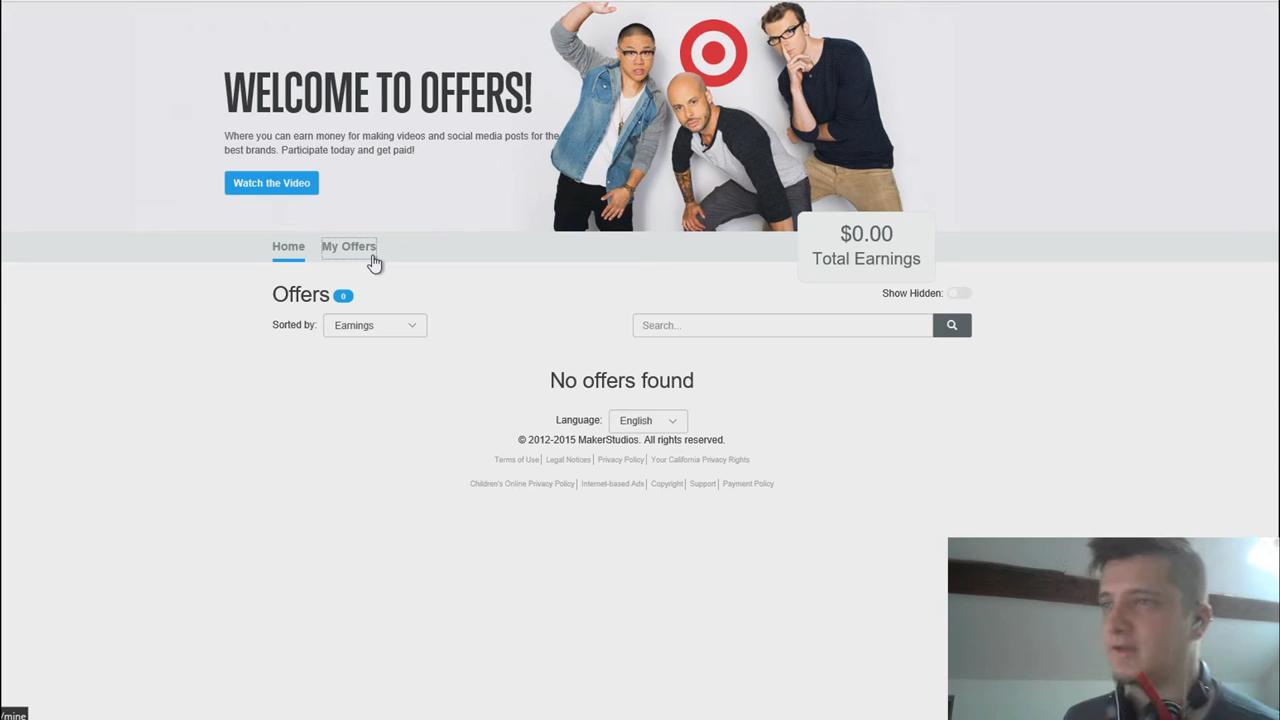 WELCOME TO OFFERS!
Where you can earn money for making videos and social media posts for the
best brands. Participate today and get paid!
Watch the Video
Home
My Offers
$0.00
Total Earnings
Offers 0
Show Hidden:
Sorted by:
Earnings
Search...
No offers found
Language:
English
© 2012-2015 MakerStudios. All rights reserved.
Terms of Use| Legal Notices| Privacy Policy| Your California Privacy Rights
Children's Online Privacy Policy| Internet-based Ads| Copyright| Support| Payment Policy
/mine